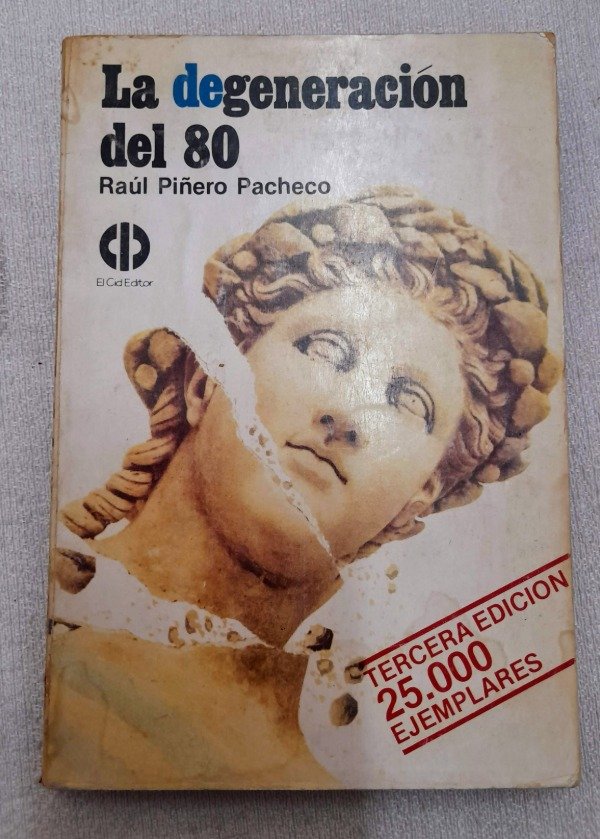 La degeneración
del 80
Raúl Piñero Pacheco
El Cid Editor
TERCERA EDICION
25.000
EJEMPLARES